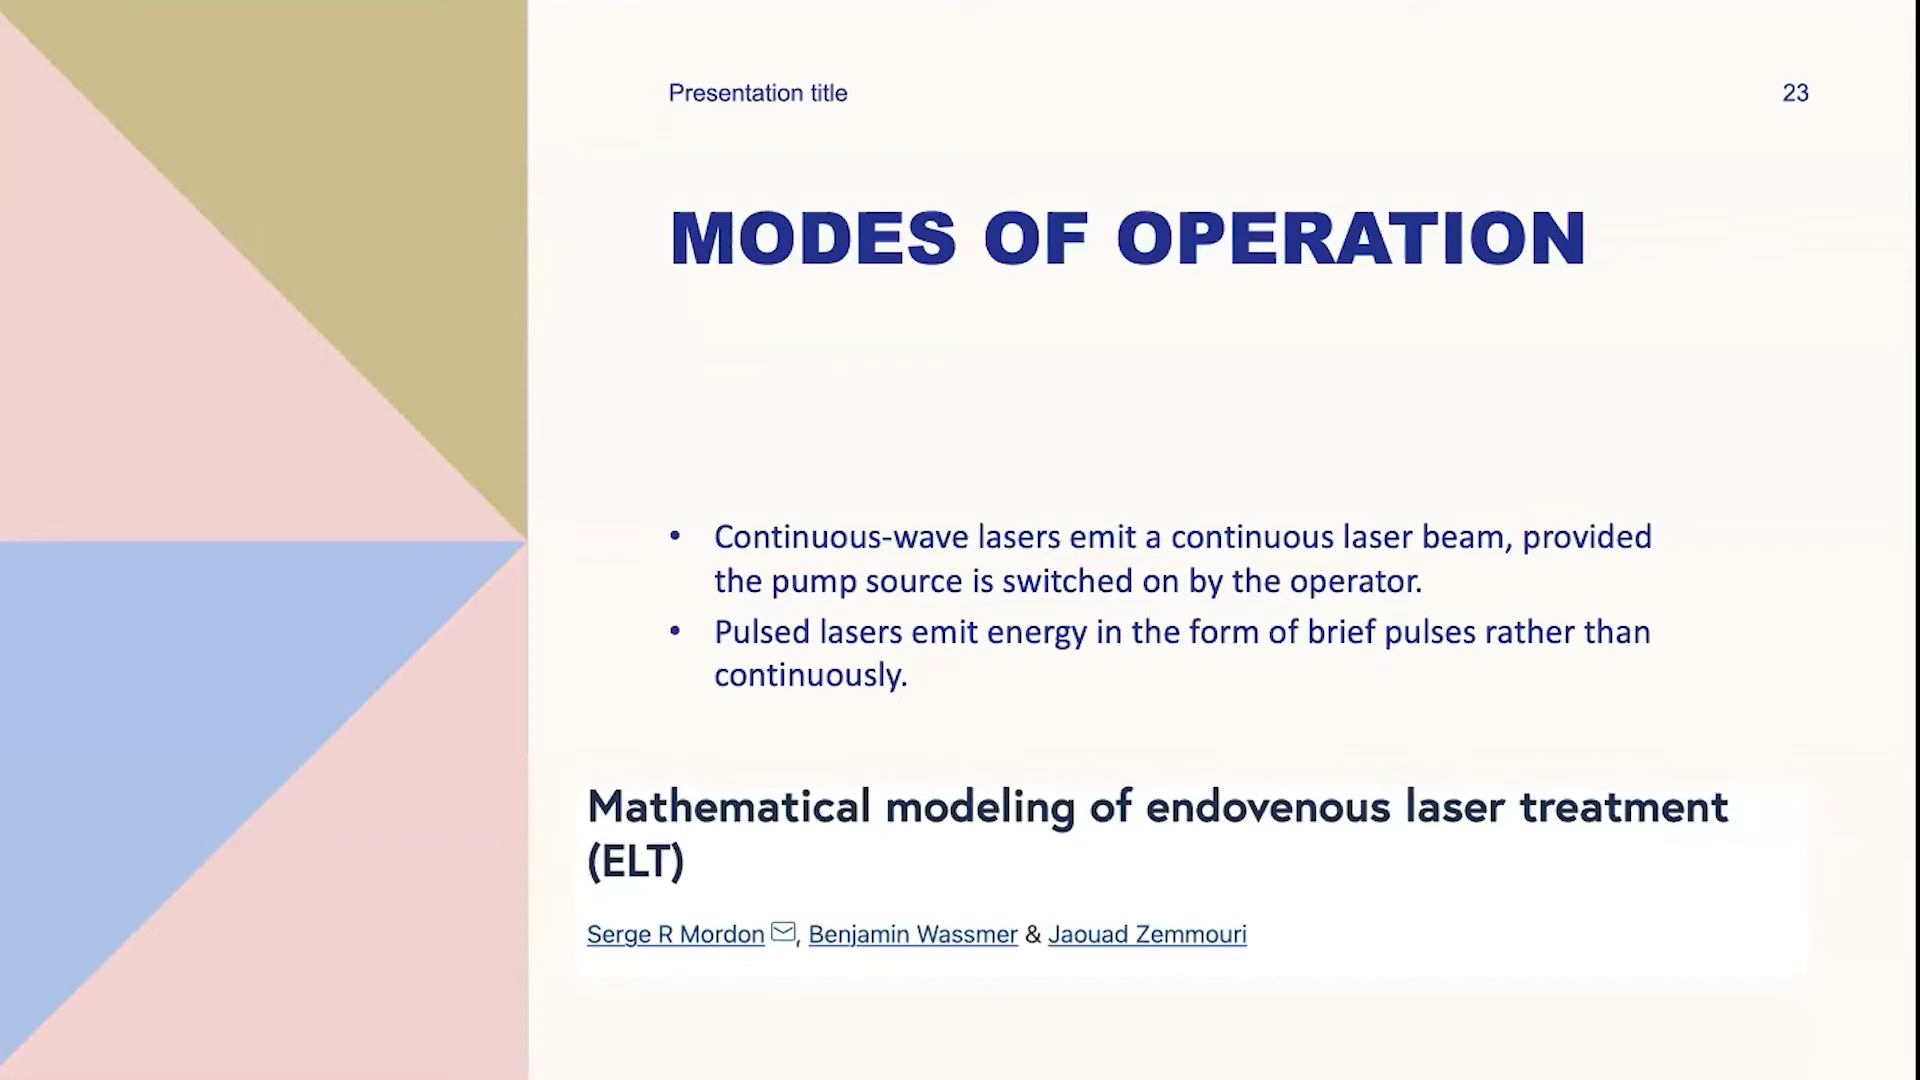 Presentation title
23
MODES OF OPERATION
• Continuous-wave lasers emit a continuous laser beam, provided
the pump source is switched on by the operator.
• Pulsed lasers emit energy in the form of brief pulses rather than
continuously.
Mathematical modeling of endovenous laser treatment
(ELT)
Serge R Mordon, Benjamin Wassmer & Jaouad Zemmouri